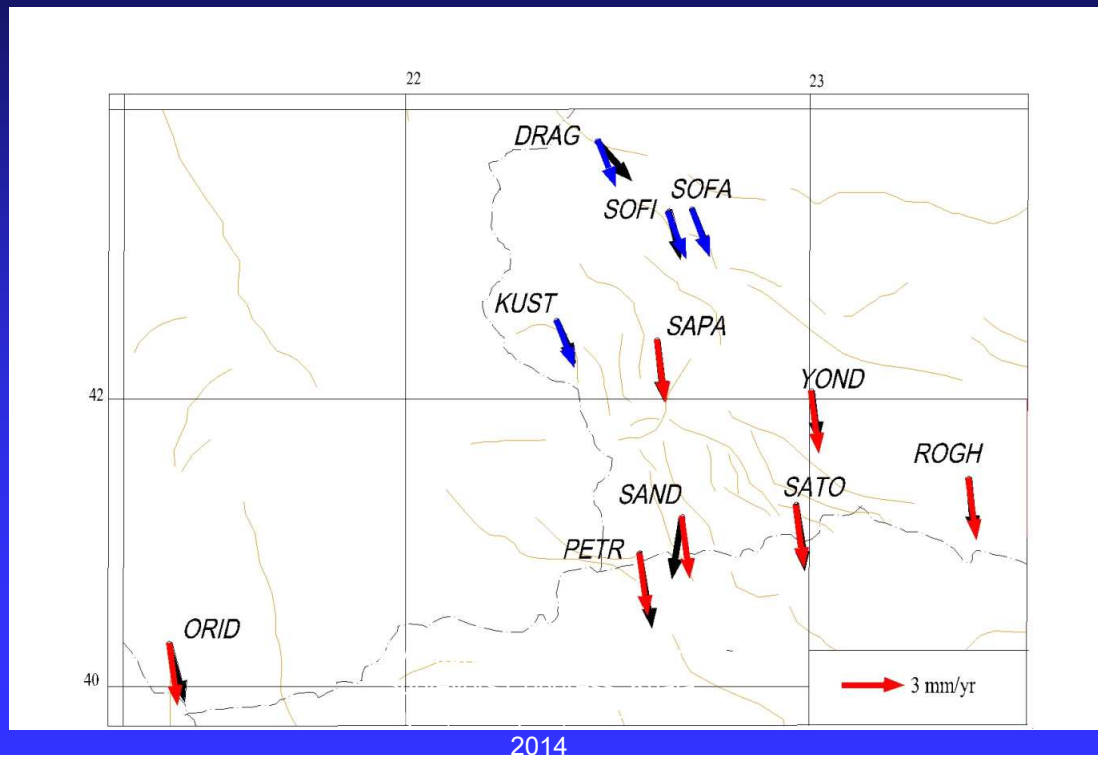 22
23
DRAG
SOFA
SOFI
KUST
SAPA
YOND
42
ROGH
SAND
SATO
PETR
ORID
40
3 mm/yr
2014